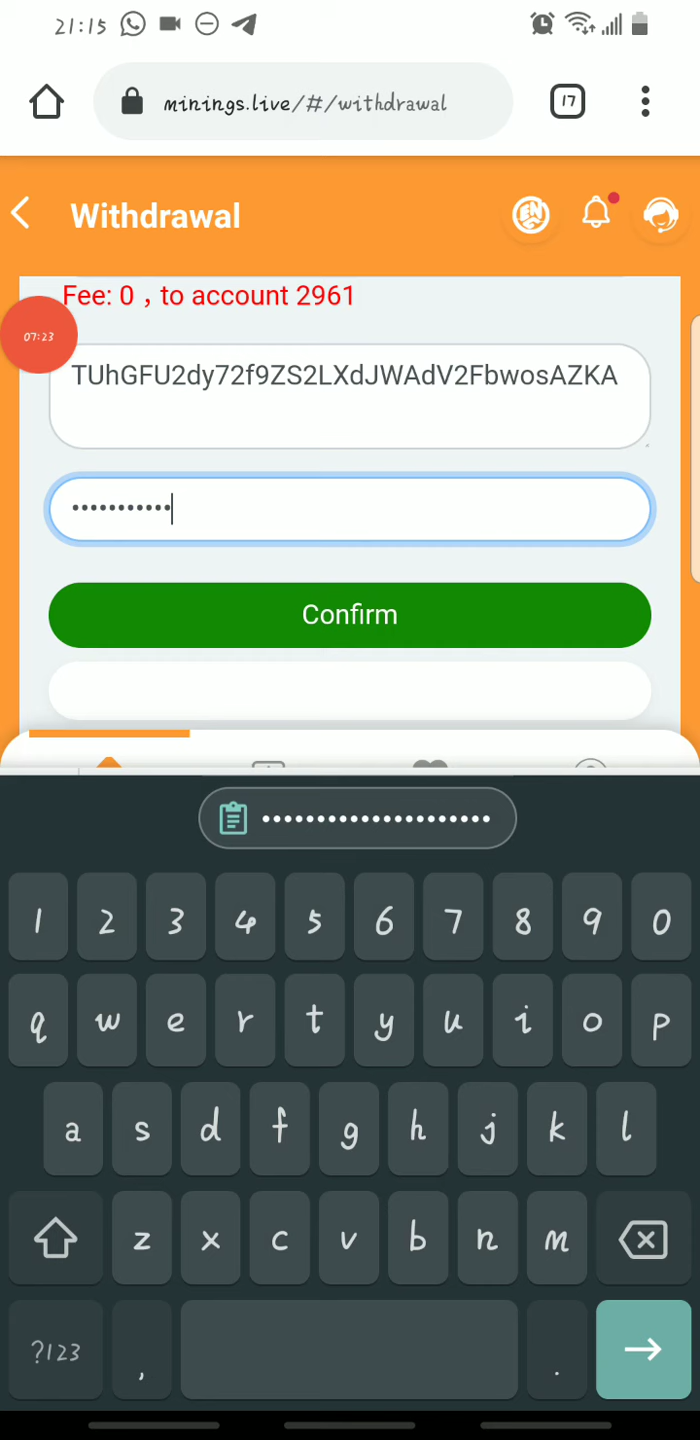 21:15
minings.live/#/withdrawal
17
Withdrawal
EN
Fee: 0 , to account 2961
07:23
TUhGFU2dy72f9ZS2LXdJWAdV2FbwosAZKA
•••••••••••
Confirm
•••••••••••••••••••••
1 2 3 4 5 6 7 8 9 0
q w e r t y u i o p
a s d f g h j k l
z x c v b n m
?123 , .